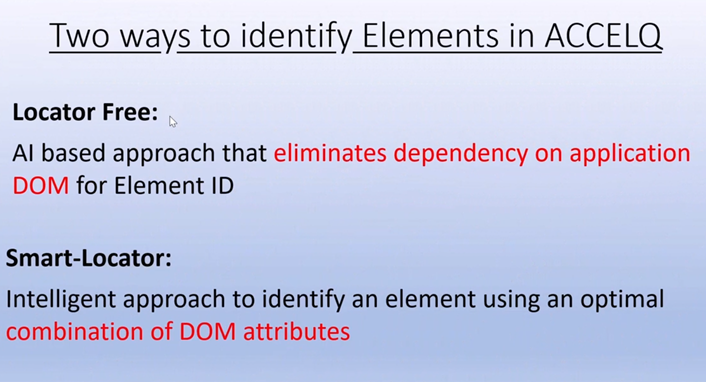 Two ways to identify Elements in ACCELQ
Locator Free:
AI based approach that eliminates dependency on application
DOM for Element ID
Smart-Locator:
Intelligent approach to identify an element using an optimal
combination of DOM attributes